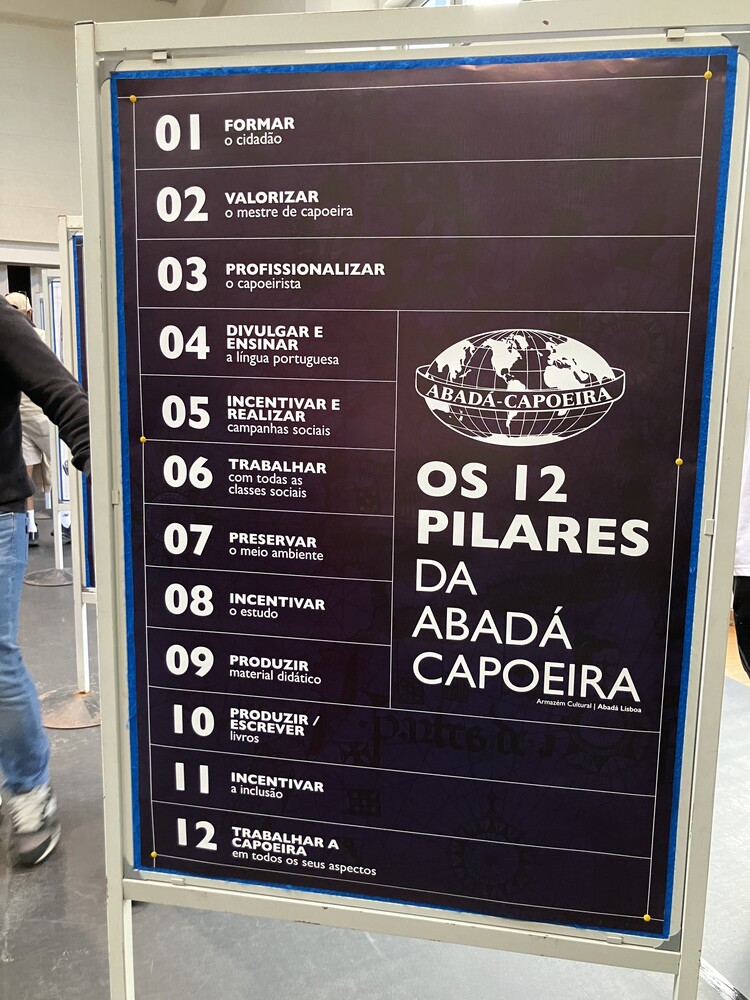 01 FORMAR
o cidadão
02 VALORIZAR
o mestre de capoeira
03 PROFISSIONALIZAR
o capoeirista
04 DIVULGAR E
ENSINAR
a língua portuguesa
05 INCENTIVAR E
REALIZAR
campanhas sociais
06 TRABALHAR
com todas as
classes sociais
07 PRESERVAR
o meio ambiente
08 INCENTIVAR
o estudo
09 PRODUZIR
material didático
10 PRODUZIR /
ESCREVER
livros
11 INCENTIVAR
a inclusão
12 TRABALHAR A
CAPOEIRA
em todos os seus aspectos
ABADÁ-CAPOEIRA
OS 12
PILARES
DA
ABADÁ
CAPOEIRA
Armazém Cultural | Abadá Lisboa